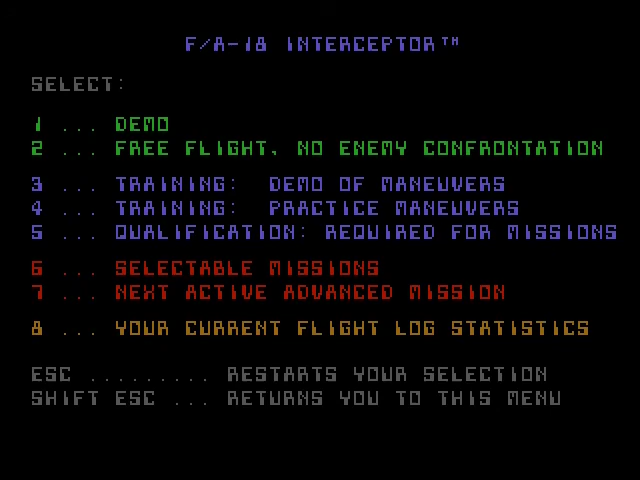 F/A-18 INTERCEPTOR™
SELECT:
1 ... DEMO
2 ... FREE FLIGHT, NO ENEMY CONFRONTATION
3 ... TRAINING: DEMO OF MANEUVERS
4 ... TRAINING: PRACTICE MANEUVERS
5 ... QUALIFICATION: REQUIRED FOR MISSIONS
6 ... SELECTABLE MISSIONS
7 ... NEXT ACTIVE ADVANCED MISSION
8 ... YOUR CURRENT FLIGHT LOG STATISTICS
ESC ......... RESTARTS YOUR SELECTION
SHIFT ESC ... RETURNS YOU TO THIS MENU